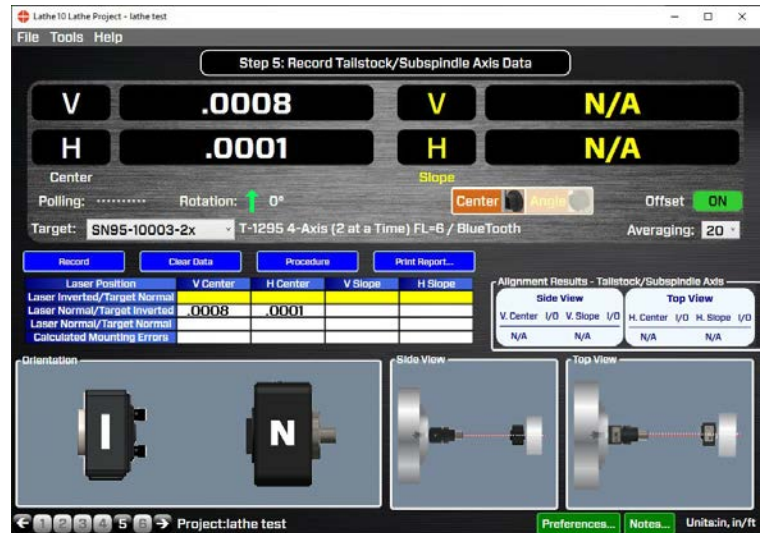 Lathe10 Lathe Project - lathe test
File Tools Help
Step 5: Record Tailstock/Subspindle Axis Data
V .0008 V N/A
H .0001 H N/A
Center Slope
Polling: .......... Rotation: 0° Center Angle Offset ON
Target: SN95-10003-2x T-1295 4-Axis (2 at a Time) FL=6 / BlueTooth Averaging: 20
Record Clear Data Procedure Print Report...
Laser Position V Center H Center V Slope H Slope
Laser Inverted/Target Normal
Laser Normal/Target Inverted .0008 .0001
Laser Normal/Target Normal
Calculated Mounting Errors
Alignment Results - Tailstock/Subspindle Axis
Side View Top View
V. Center I/O V. Slope I/O H. Center I/O H. Slope I/O
N/A N/A N/A N/A
Orientation Side View Top View
I N
1 2 3 4 5 6 Project:lathe test Preferences... Notes... Units:in, in/ft